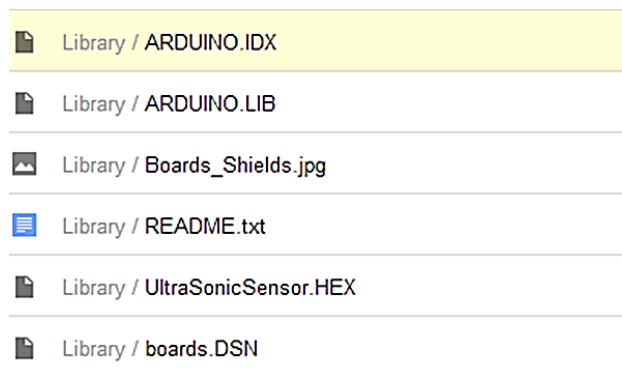 Library / ARDUINO.IDX
Library / ARDUINO.LIB
Library / Boards_Shields.jpg
Library / README.txt
Library / UltraSonicSensor.HEX
Library / boards.DSN